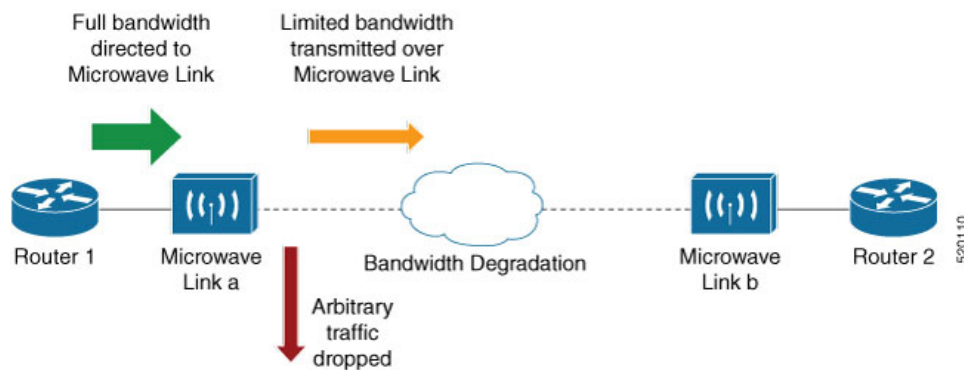 Full bandwidth
directed to
Microwave Link
Limited bandwidth
transmitted over
Microwave Link
Router 1
Microwave
Link a
Bandwidth Degradation
Microwave
Link b
Router 2
Arbitrary
traffic
dropped
520110